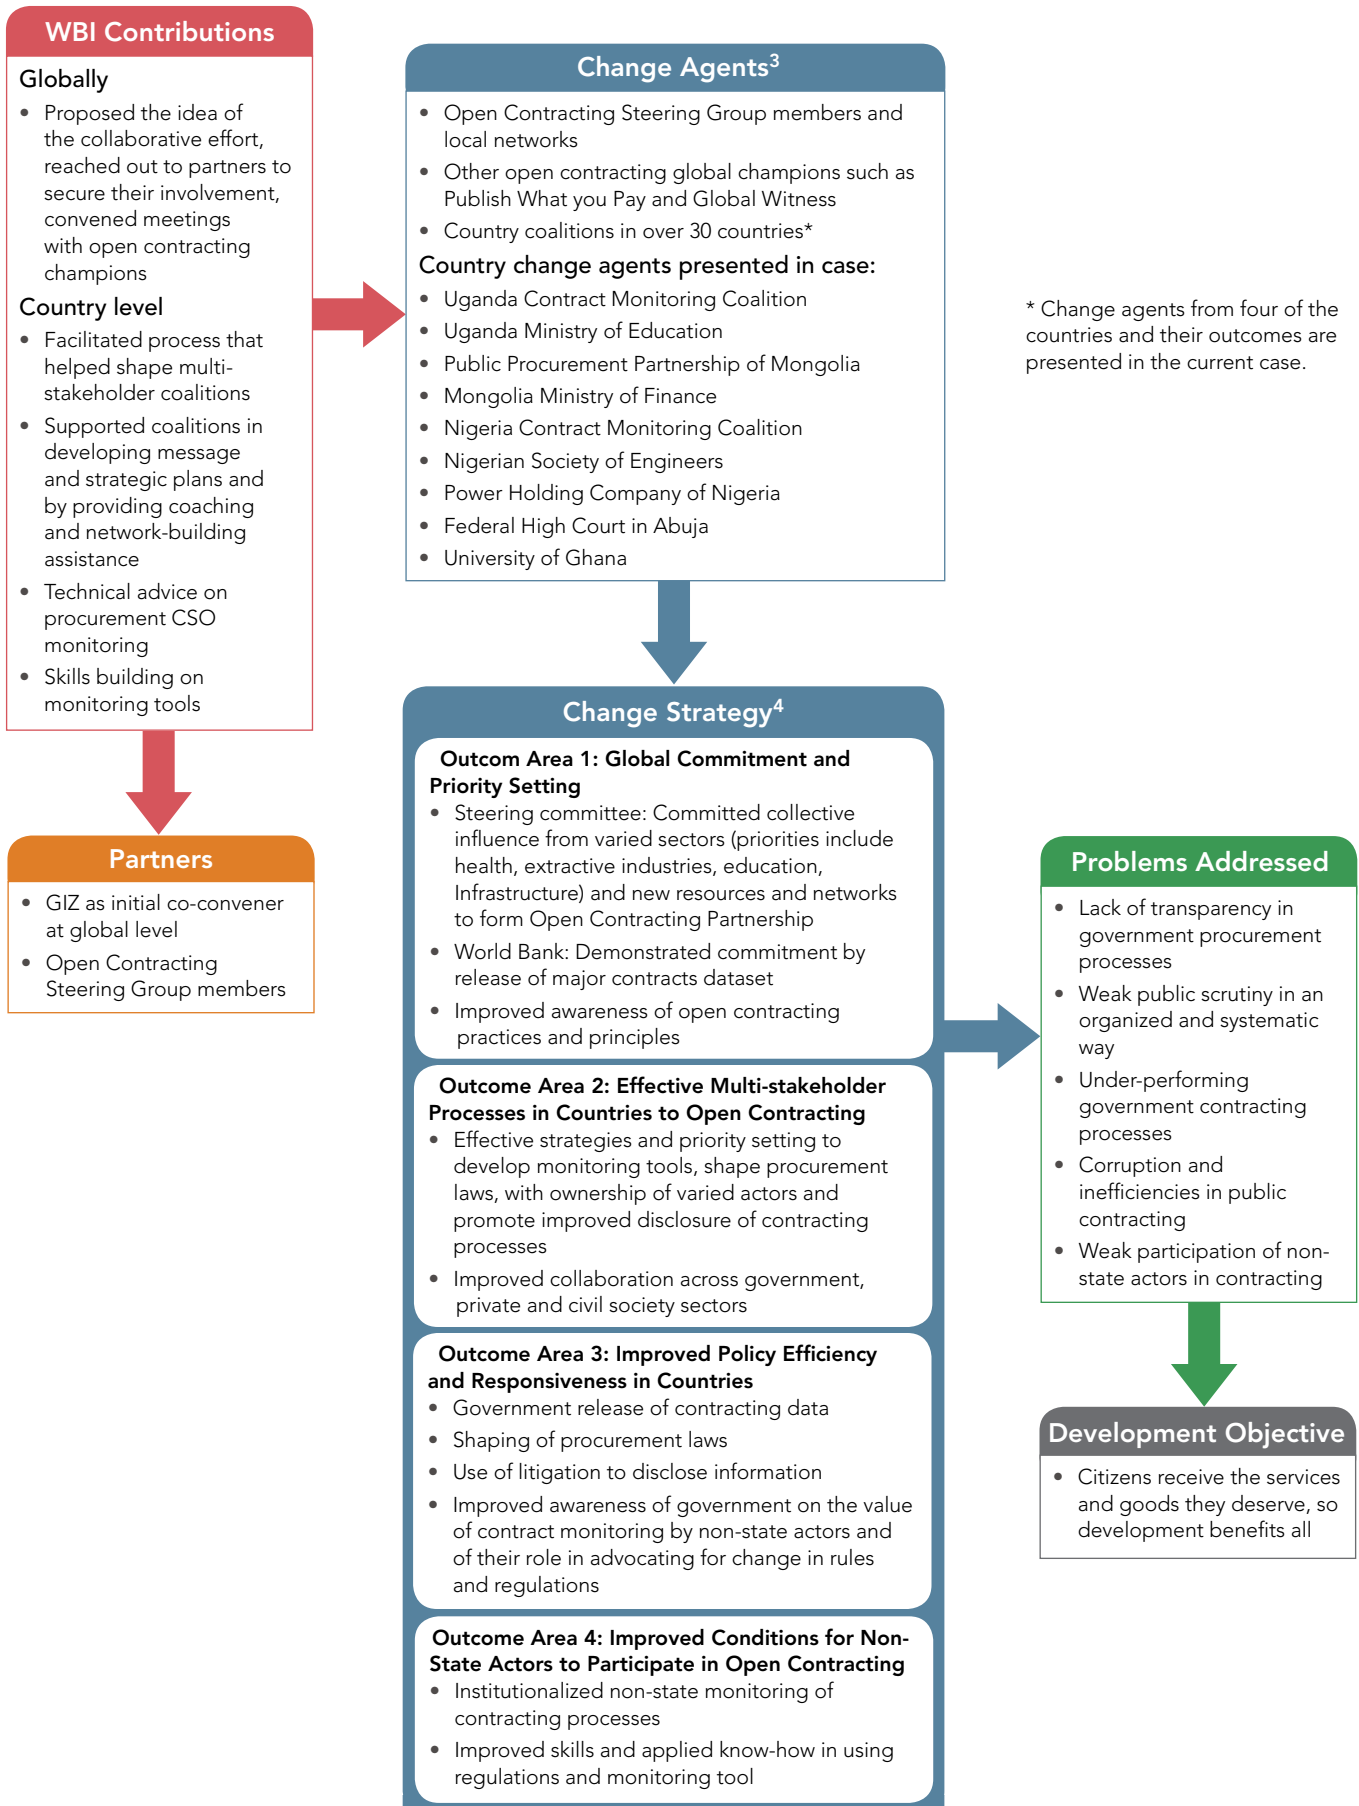 WBI Contributions
Globally
• Proposed the idea of
the collaborative effort,
reached out to partners to
secure their involvement,
convened meetings
with open contracting
champions
Country level
• Facilitated process that
helped shape multi-
stakeholder coalitions
• Supported coalitions in
developing message
and strategic plans and
by providing coaching
and network-building
assistance
• Technical advice on
procurement CSO
monitoring
• Skills building on
monitoring tools
Change Agents³
• Open Contracting Steering Group members and
local networks
• Other open contracting global champions such as
Publish What you Pay and Global Witness
• Country coalitions in over 30 countries*
Country change agents presented in case:
• Uganda Contract Monitoring Coalition
• Uganda Ministry of Education
• Public Procurement Partnership of Mongolia
• Mongolia Ministry of Finance
• Nigeria Contract Monitoring Coalition
• Nigerian Society of Engineers
• Power Holding Company of Nigeria
• Federal High Court in Abuja
• University of Ghana
* Change agents from four of the
countries and their outcomes are
presented in the current case.
Partners
• GIZ as initial co-convener
at global level
• Open Contracting
Steering Group members
Change Strategy⁴
Outcom Area 1: Global Commitment and
Priority Setting
• Steering committee: Committed collective
influence from varied sectors (priorities include
health, extractive industries, education,
Infrastructure) and new resources and networks
to form Open Contracting Partnership
• World Bank: Demonstrated commitment by
release of major contracts dataset
• Improved awareness of open contracting
practices and principles
Outcome Area 2: Effective Multi-stakeholder
Processes in Countries to Open Contracting
• Effective strategies and priority setting to
develop monitoring tools, shape procurement
laws, with ownership of varied actors and
promote improved disclosure of contracting
processes
• Improved collaboration across government,
private and civil society sectors
Outcome Area 3: Improved Policy Efficiency
and Responsiveness in Countries
• Government release of contracting data
• Shaping of procurement laws
• Use of litigation to disclose information
• Improved awareness of government on the value
of contract monitoring by non-state actors and
of their role in advocating for change in rules
and regulations
Outcome Area 4: Improved Conditions for Non-
State Actors to Participate in Open Contracting
• Institutionalized non-state monitoring of
contracting processes
• Improved skills and applied know-how in using
regulations and monitoring tool
Problems Addressed
• Lack of transparency in
government procurement
processes
• Weak public scrutiny in an
organized and systematic
way
• Under-performing
government contracting
processes
• Corruption and
inefficiencies in public
contracting
• Weak participation of non-
state actors in contracting
Development Objective
• Citizens receive the services
and goods they deserve, so
development benefits all